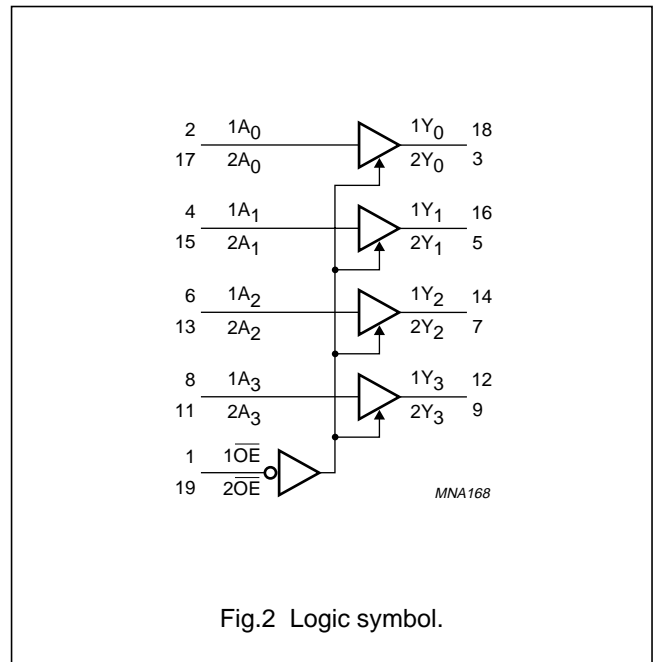 2 1A0 1Y0 18
17 2A0 2Y0 3
4 1A1 1Y1 16
15 2A1 2Y1 5
6 1A2 1Y2 14
13 2A2 2Y2 7
8 1A3 1Y3 12
11 2A3 2Y3 9
1 1O̅E̅
19 2O̅E̅
MNA168
Fig.2 Logic symbol.